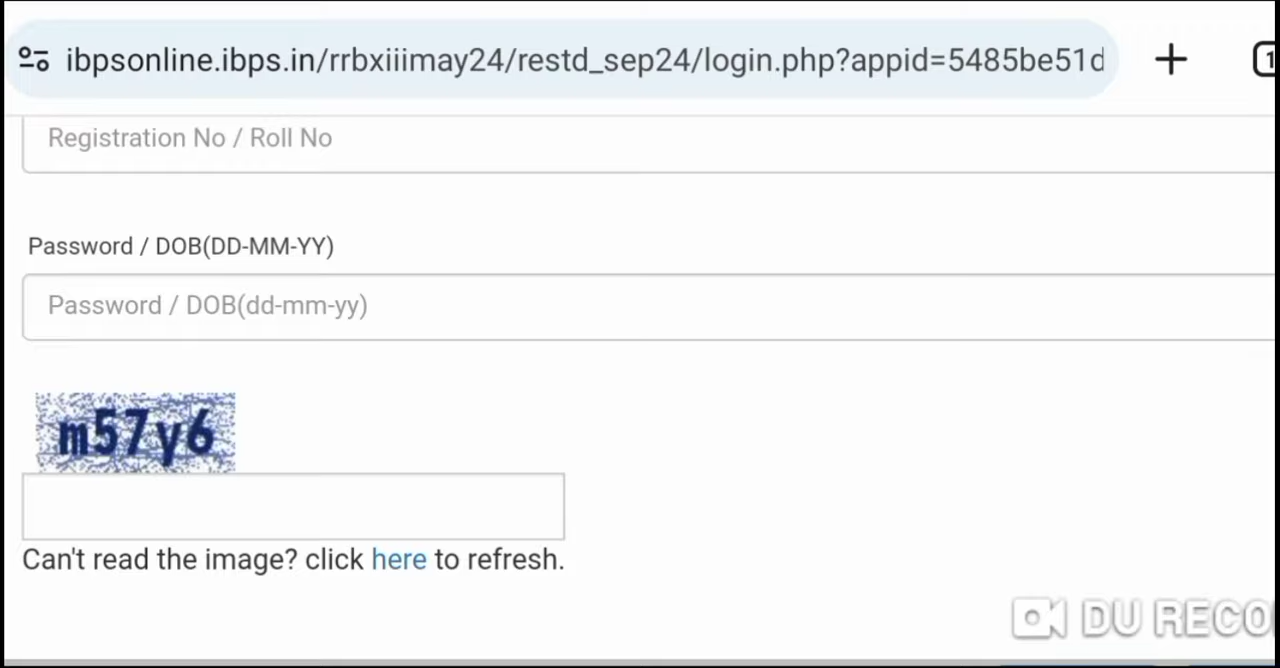 ibpsonline.ibps.in/rrbxiiimay24/restd_sep24/login.php?appid=5485be51d
1
Registration No / Roll No
Password / DOB(DD-MM-YY)
Password / DOB(dd-mm-yy)
m57y6
Can't read the image? click here to refresh.
DU RECO